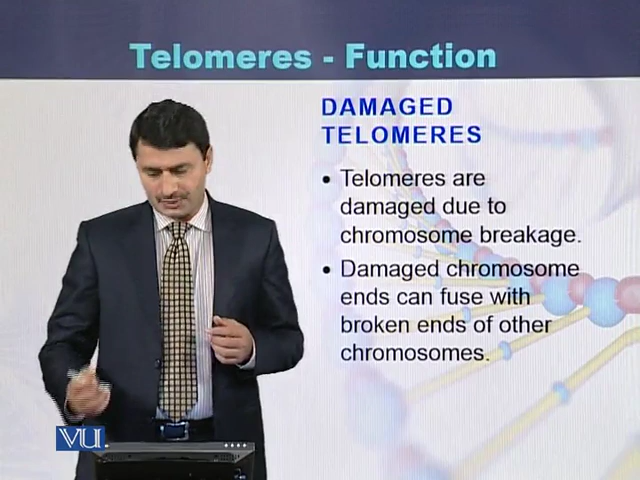 Telomeres - Function
DAMAGED
TELOMERES
• Telomeres are
damaged due to
chromosome breakage.
• Damaged chromosome
ends can fuse with
broken ends of other
chromosomes.
VU.